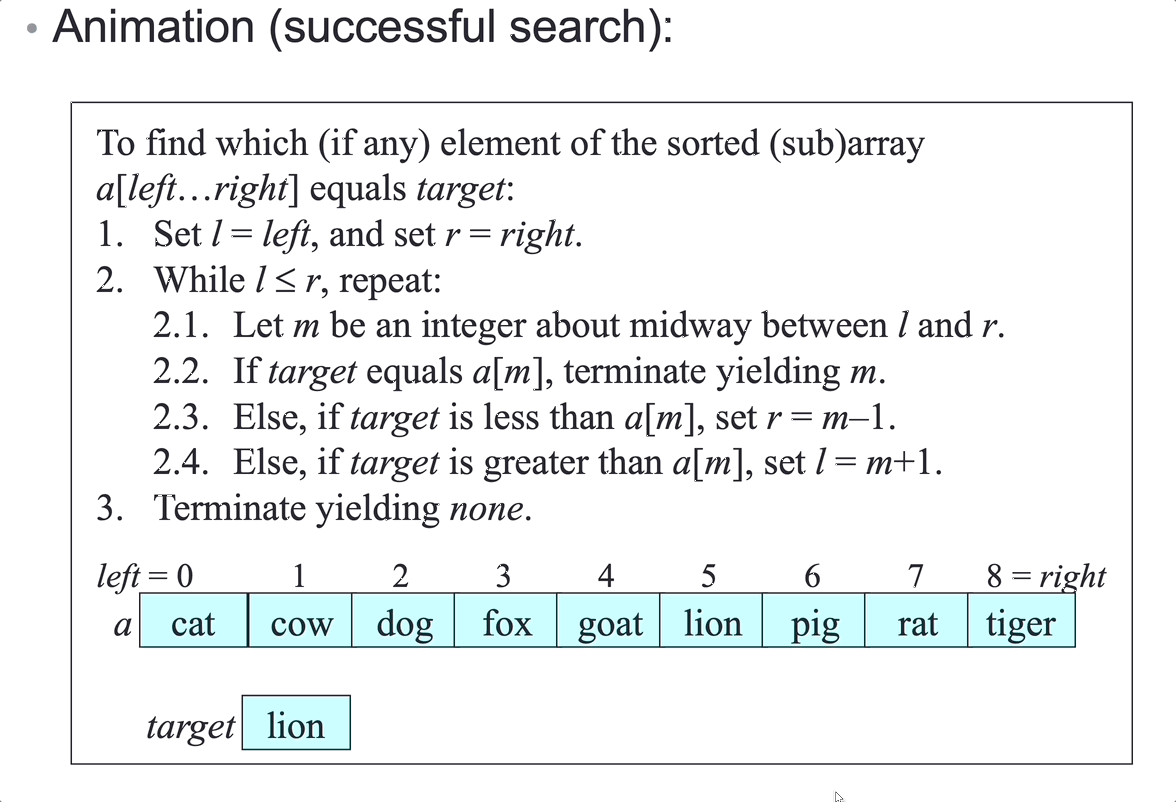 • Animation (successful search):
To find which (if any) element of the sorted (sub)array
a[left…right] equals target:
1. Set l = left, and set r = right.
2. While l ≤ r, repeat:
2.1. Let m be an integer about midway between l and r.
2.2. If target equals a[m], terminate yielding m.
2.3. Else, if target is less than a[m], set r = m–1.
2.4. Else, if target is greater than a[m], set l = m+1.
3. Terminate yielding none.
left = 0 1 2 3 4 5 6 7 8 = right
a cat cow dog fox goat lion pig rat tiger
target lion